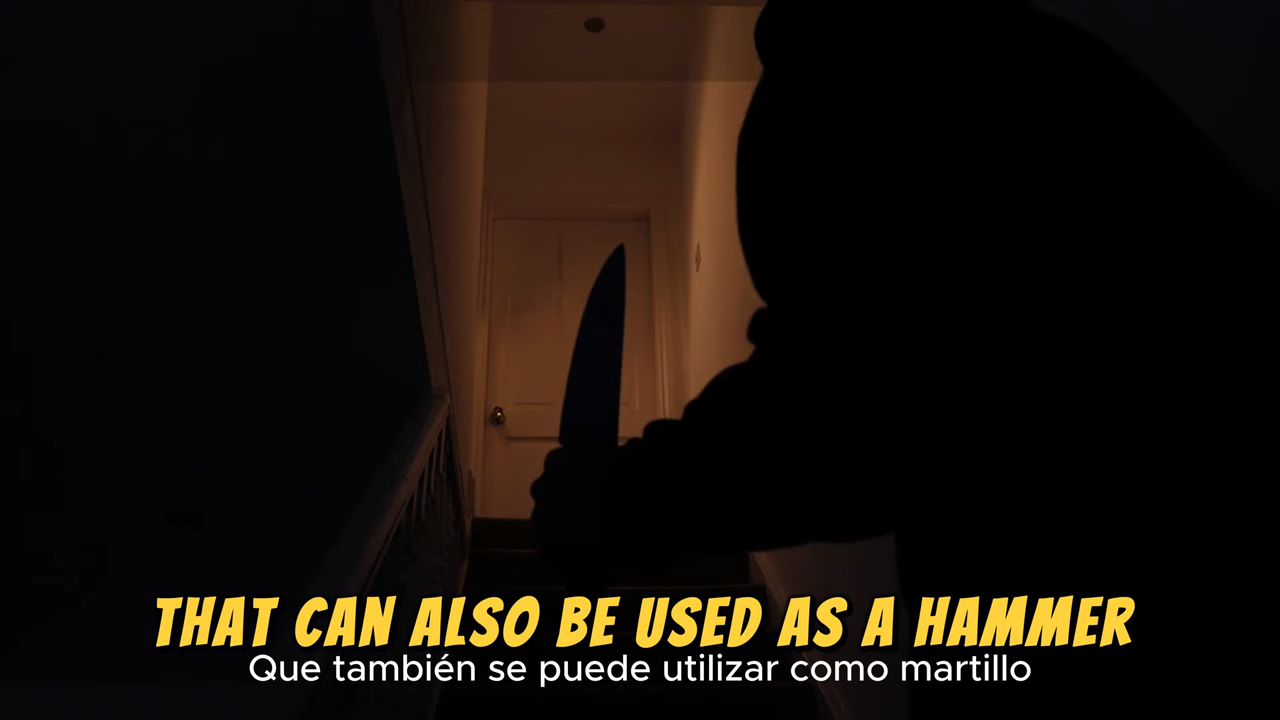 THAT CAN ALSO BE USED AS A HAMMER
Que también se puede utilizar como martillo